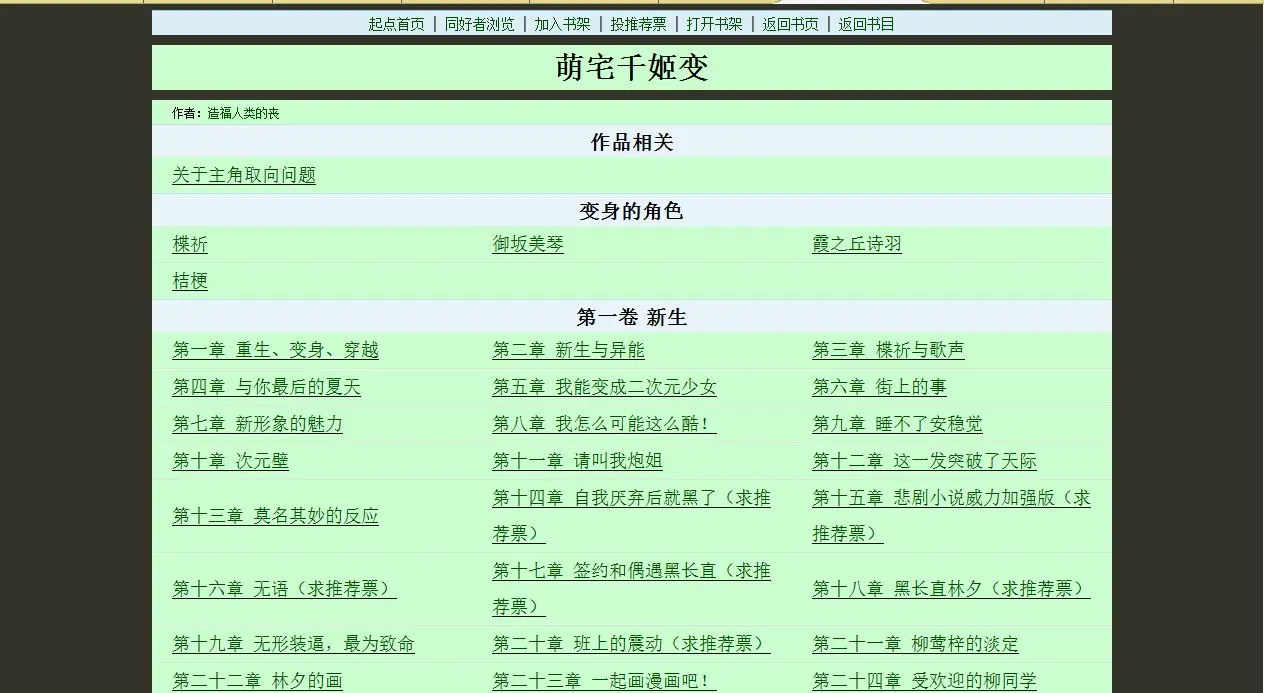 起点首页 | 同好者浏览 | 加入书架 | 投推荐票 | 打开书架 | 返回书页 | 返回书目
萌宅千姬变
作者：造福人类的丧
作品相关
关于主角取向问题
变身的角色
楪祈 御坂美琴 霞之丘诗羽
桔梗
第一卷 新生
第一章 重生、变身、穿越 第二章 新生与异能 第三章 楪祈与歌声
第四章 与你最后的夏天 第五章 我能变成二次元少女 第六章 街上的事
第七章 新形象的魅力 第八章 我怎么可能这么酷！ 第九章 睡不了安稳觉
第十章 次元壁 第十一章 请叫我炮姐 第十二章 这一发突破了天际
第十三章 莫名其妙的反应
第十四章 自我厌弃后就黑了（求推
荐票）
第十五章 悲剧小说威力加强版（求
推荐票）
第十六章 无语（求推荐票）
第十七章 签约和偶遇黑长直（求推
荐票）
第十八章 黑长直林夕（求推荐票）
第十九章 无形装逼，最为致命 第二十章 班上的震动（求推荐票） 第二十一章 柳莺梓的淡定
第二十二章 林夕的画 第二十三章 一起画漫画吧！ 第二十四章 受欢迎的柳同学